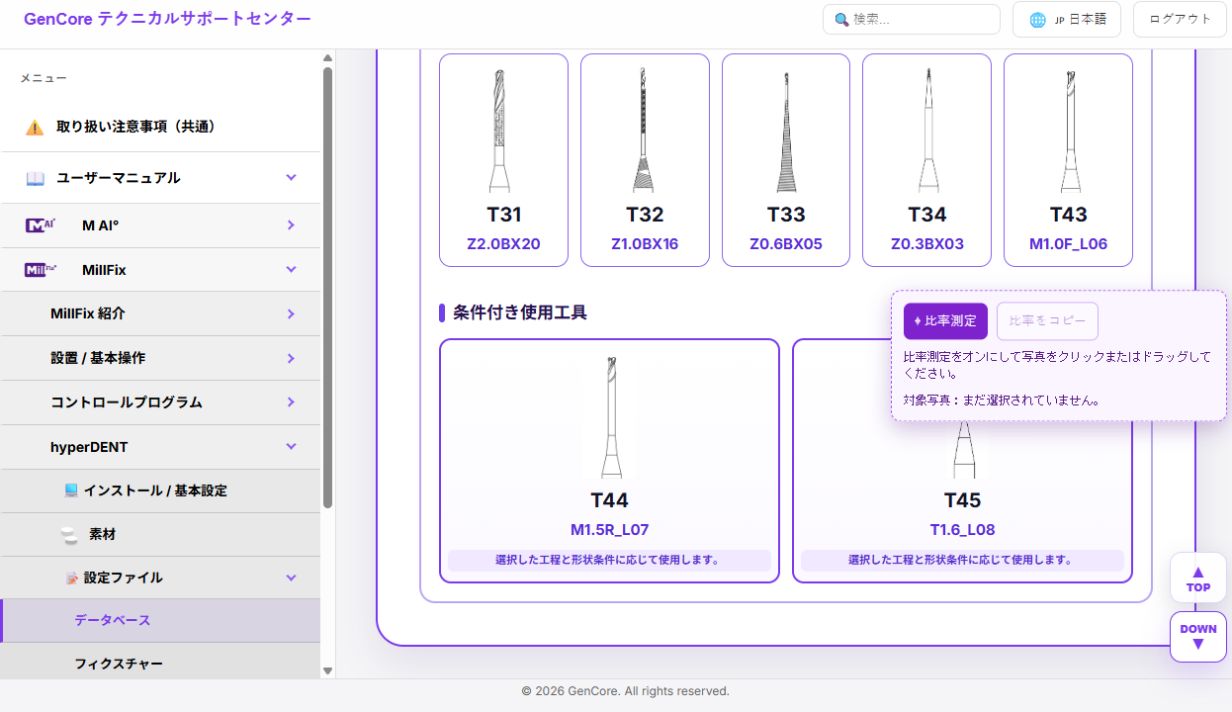 GenCore テクニカルサポートセンター
検索...
JP 日本語
ログアウト
メニュー
取り扱い注意事項（共通）
ユーザーマニュアル
M AI°
M AI°
MillFix
MillFix 紹介
設置 / 基本操作
コントロールプログラム
hyperDENT
インストール / 基本設定
素材
設定ファイル
データベース
フィクスチャー
T31
Z2.0BX20
T32
Z1.0BX16
T33
Z0.6BX05
T34
Z0.3BX03
T43
M1.0F_L06
条件付き使用工具
T44
M1.5R_L07
選択した工程と形状条件に応じて使用します。
T45
T1.6_L08
選択した工程と形状条件に応じて使用します。
比率測定
比率をコピー
比率測定をオンにして写真をクリックまたはドラッグして
ください。
対象写真：まだ選択されていません。
▲
TOP
DOWN
▼
© 2026 GenCore. All rights reserved.